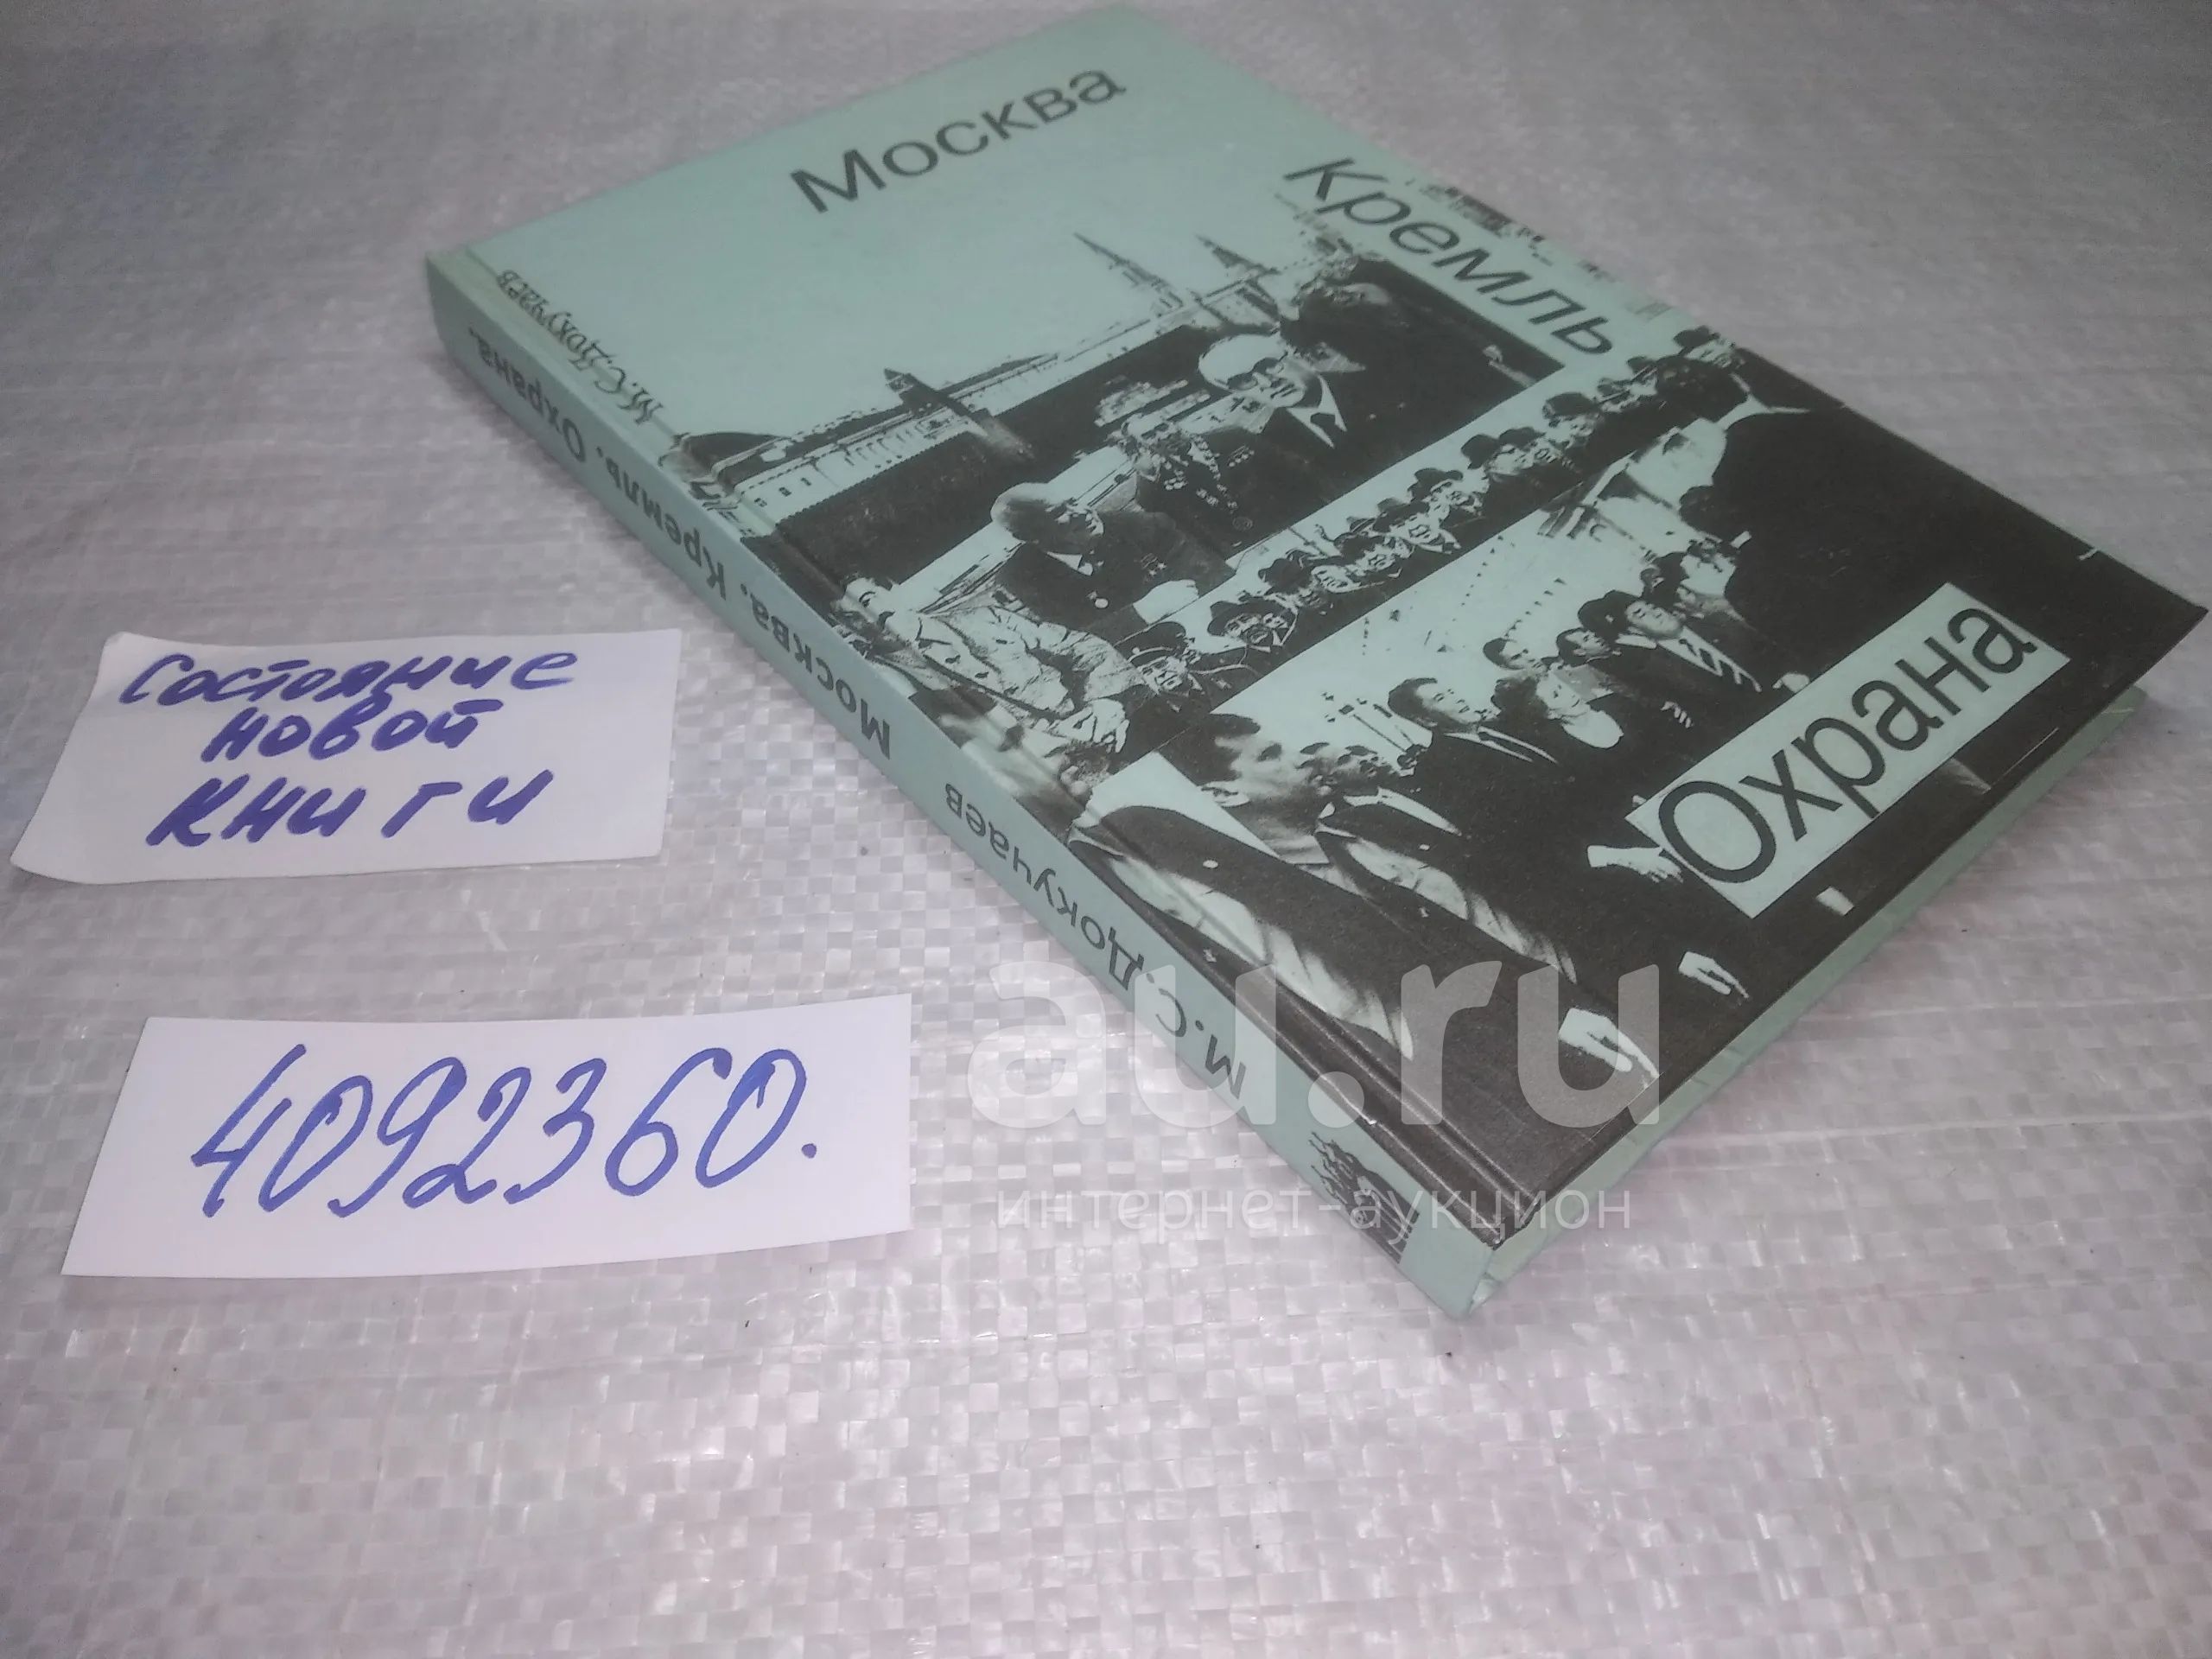 Москва
Кремль
Охрана
М.С.Докучаев
М.С.Докучаев Москва. Кремль. Охрана.
Состояние
новой
книги
4092360.
au.ru
интернет-аукцион